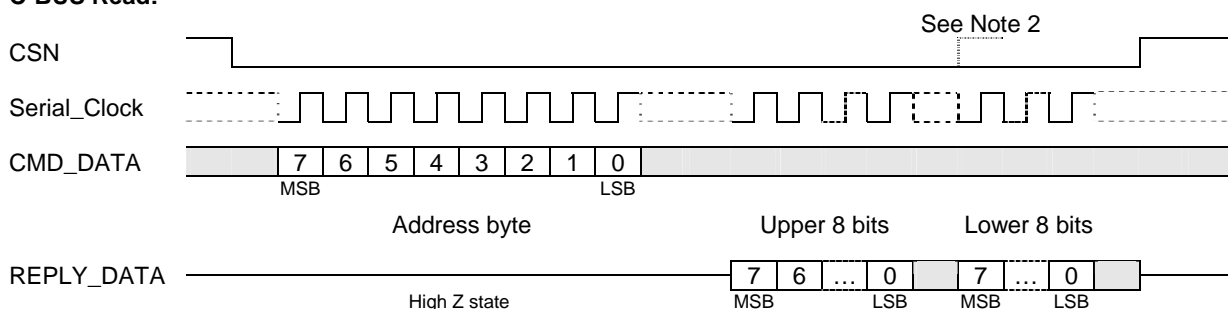 C-BUS Read:
See Note 2
CSN
Serial_Clock
CMD_DATA
7 6 5 4 3 2 1 0
MSB LSB
Address byte Upper 8 bits Lower 8 bits
REPLY_DATA
7 6 … 0 7 … 0
High Z state MSB LSB MSB LSB